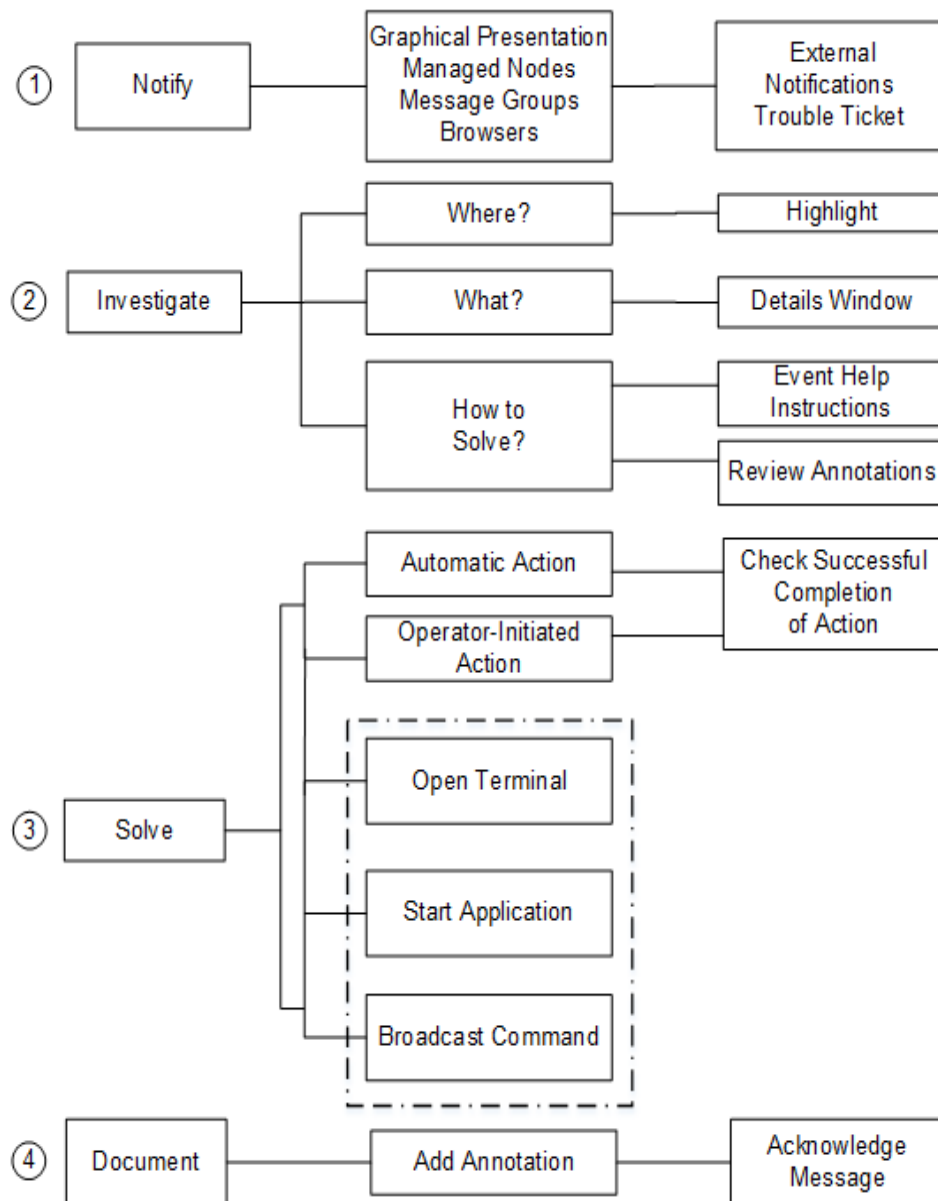 1
Notify
Graphical Presentation
Managed Nodes
Message Groups
Browsers
External
Notifications
Trouble Ticket
2
Investigate
Where?
Highlight
What?
Details Window
How to
Solve?
Event Help
Instructions
Review Annotations
3
Solve
Automatic Action
Operator-Initiated
Action
Check Successful
Completion
of Action
Open Terminal
Start Application
Broadcast Command
4
Document
Add Annotation
Acknowledge
Message